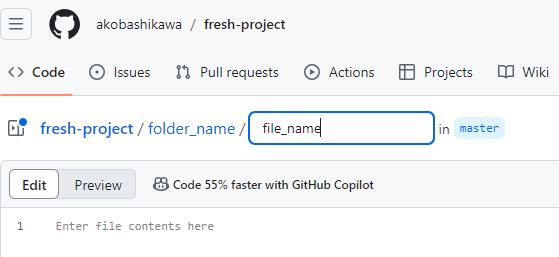 akobashikawa / fresh-project
Code Issues Pull requests Actions Projects Wiki
fresh-project / folder_name / file_name in master
Edit Preview Code 55% faster with GitHub Copilot
1 Enter file contents here